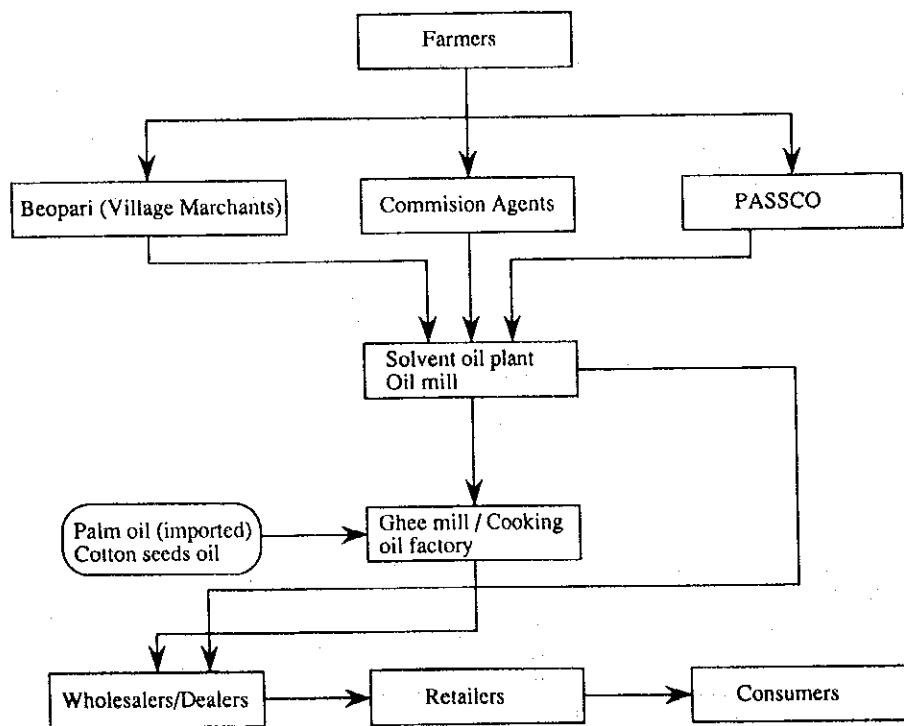 Farmers
Beopari (Village Marchants)
Commision Agents
PASSCO
Solvent oil plant
Oil mill
Palm oil (imported)
Cotton seeds oil
Ghee mill / Cooking
oil factory
Wholesalers/Dealers
Retailers
Consumers